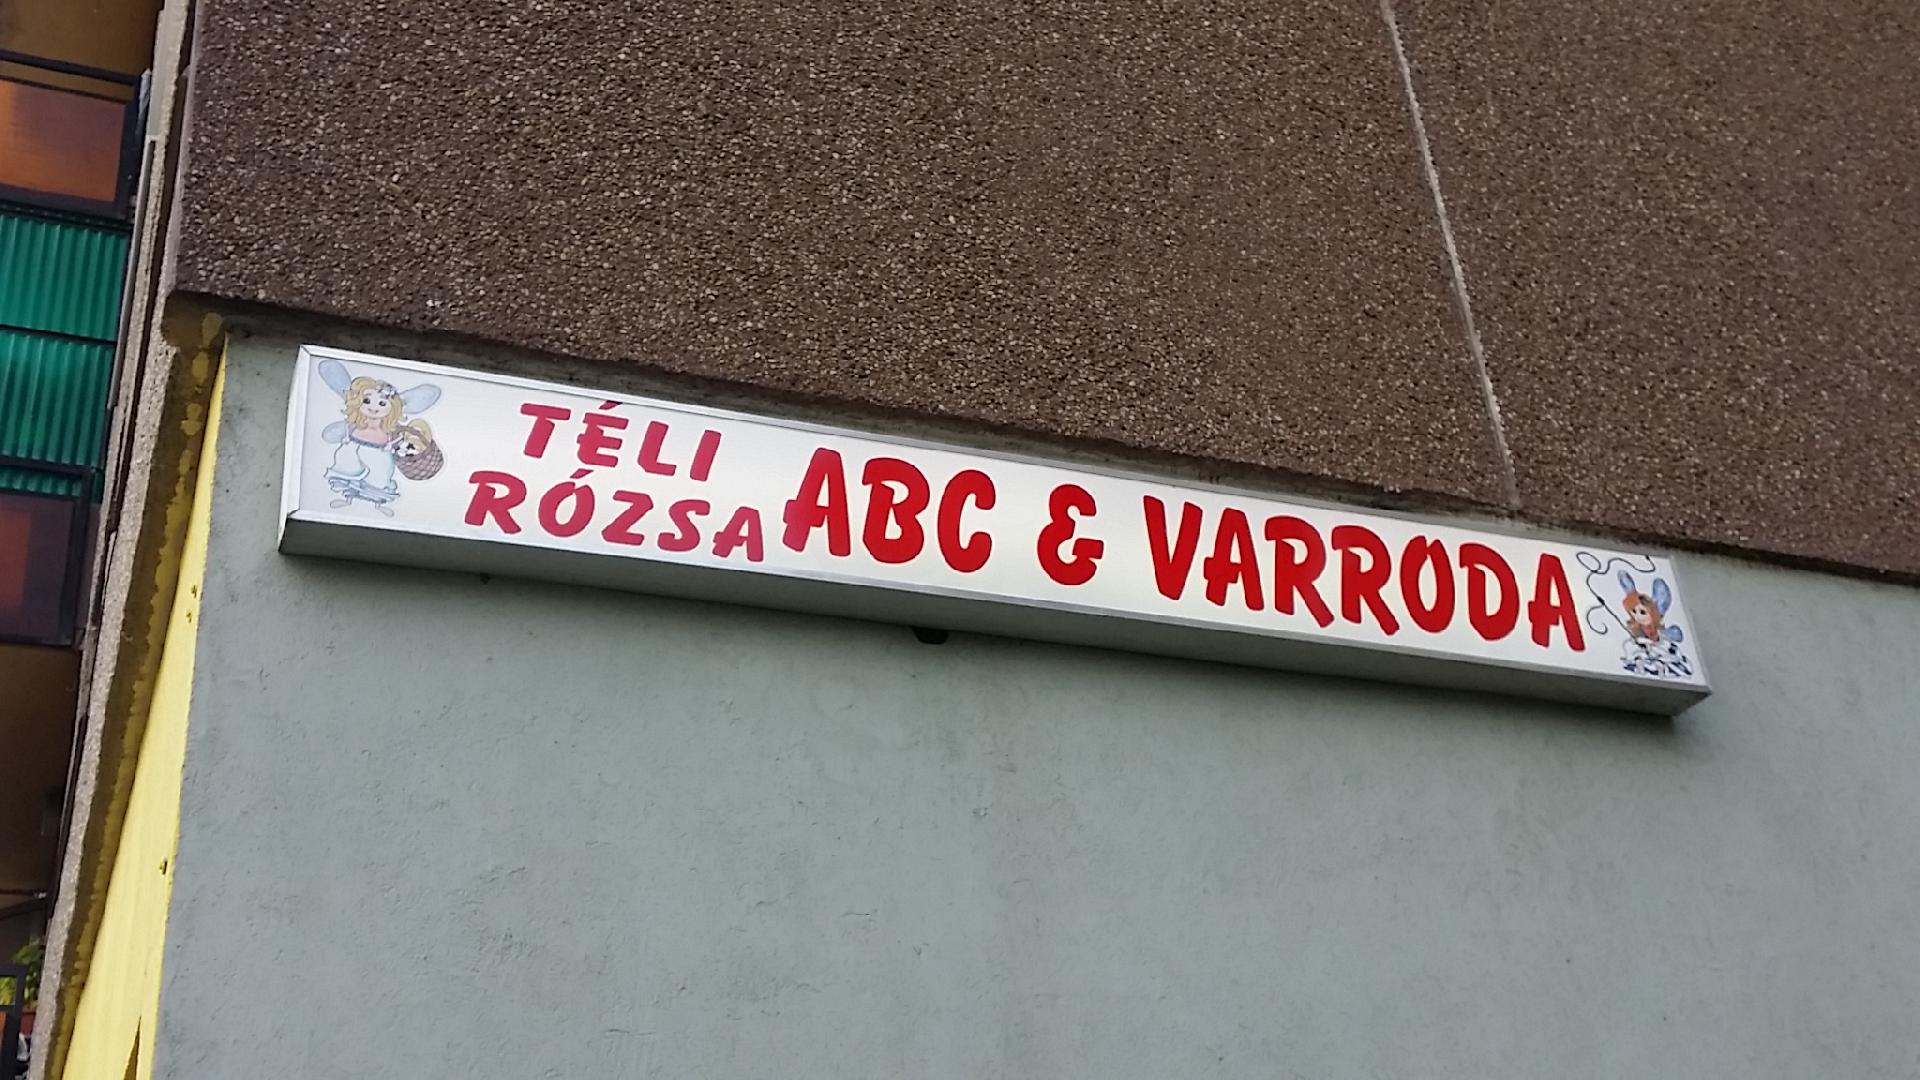 TÉLI
RÓZSA
ABC & VARRODA